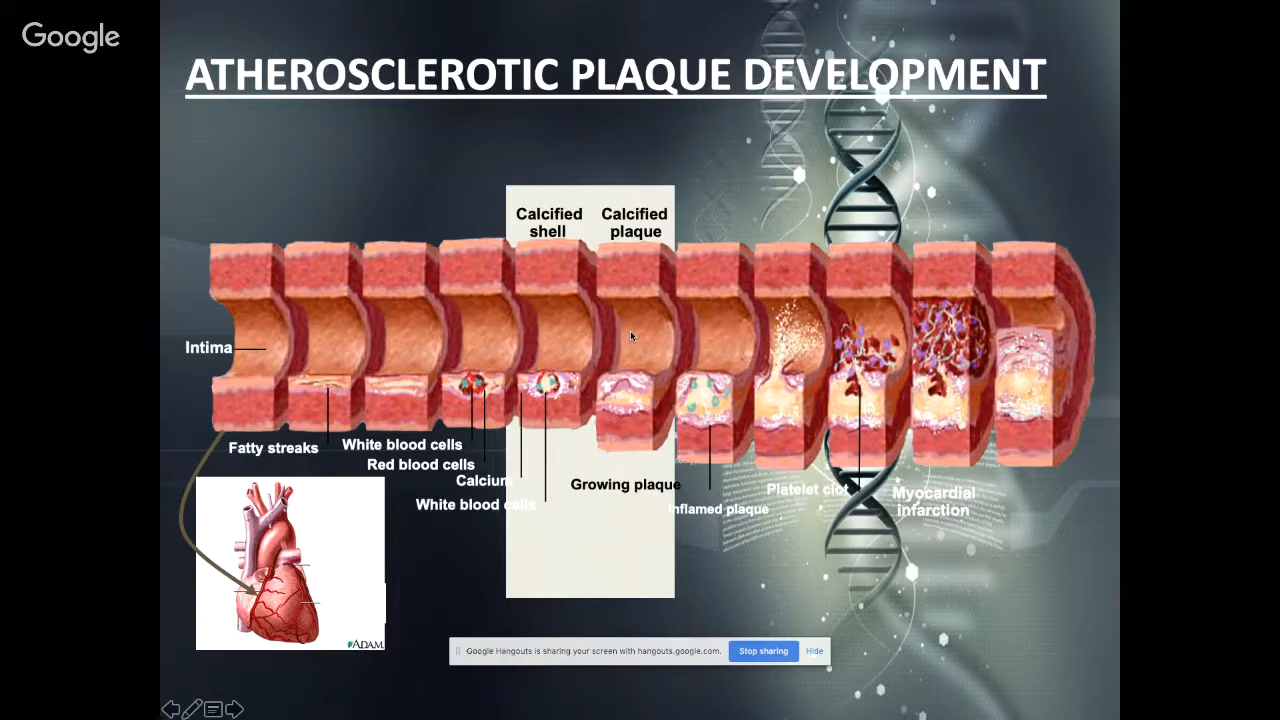 Google
ATHEROSCLEROTIC PLAQUE DEVELOPMENT
Calcified
shell
Calcified
plaque
Intima
Fatty streaks
White blood cells
Red blood cells
Calcium
White blood cells
Growing plaque
Inflamed plaque
Platelet clot
Myocardial
infarction
ADAM
Google Hangouts is sharing your screen with hangouts.google.com.
Stop sharing
Hide